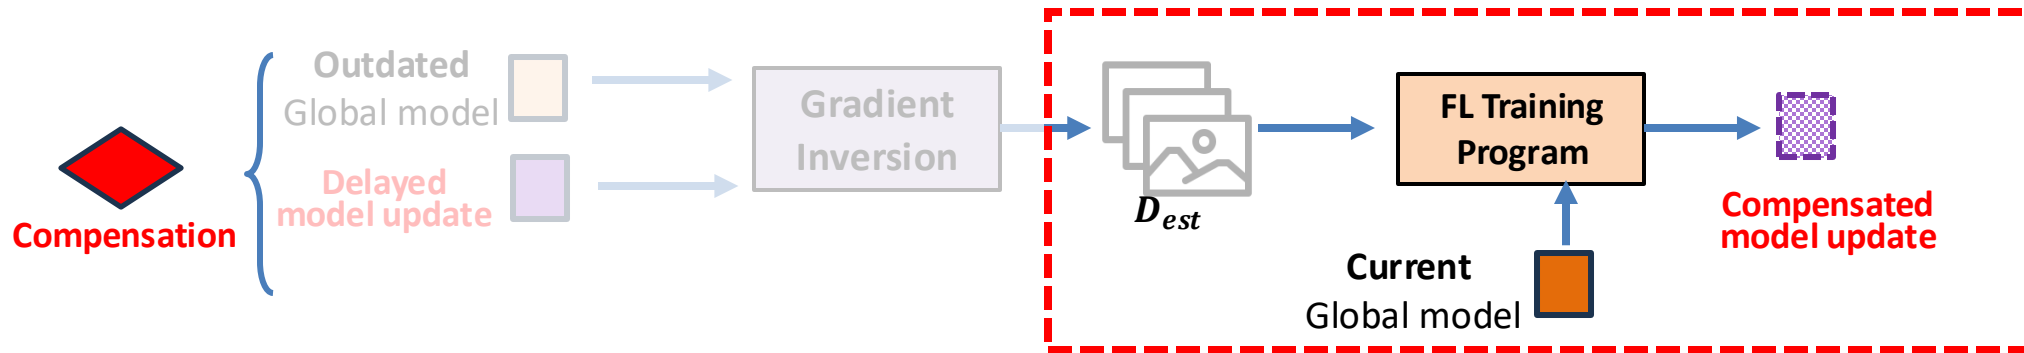 Compensation
Outdated
Global model
Delayed
model update
Gradient
Inversion
D_est
FL Training
Program
Current
Global model
Compensated
model update